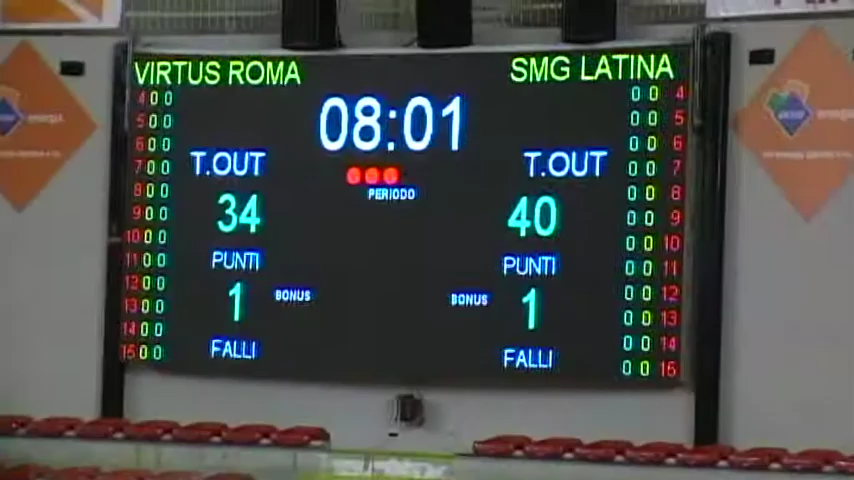 VIRTUS ROMA
SMG LATINA
08:01
PERIODO
T.OUT
T.OUT
34
40
PUNTI
PUNTI
1
BONUS
BONUS
1
FALLI
FALLI
4 0 0
5 0 0
6 0 0
7 0 0
8 0 0
9 0 0
10 0 0
11 0 0
12 0 0
13 0 0
14 0 0
15 0 0
0 0 4
0 0 5
0 0 6
0 0 7
0 0 8
0 0 9
0 0 10
0 0 11
0 0 12
0 0 13
0 0 14
0 0 15